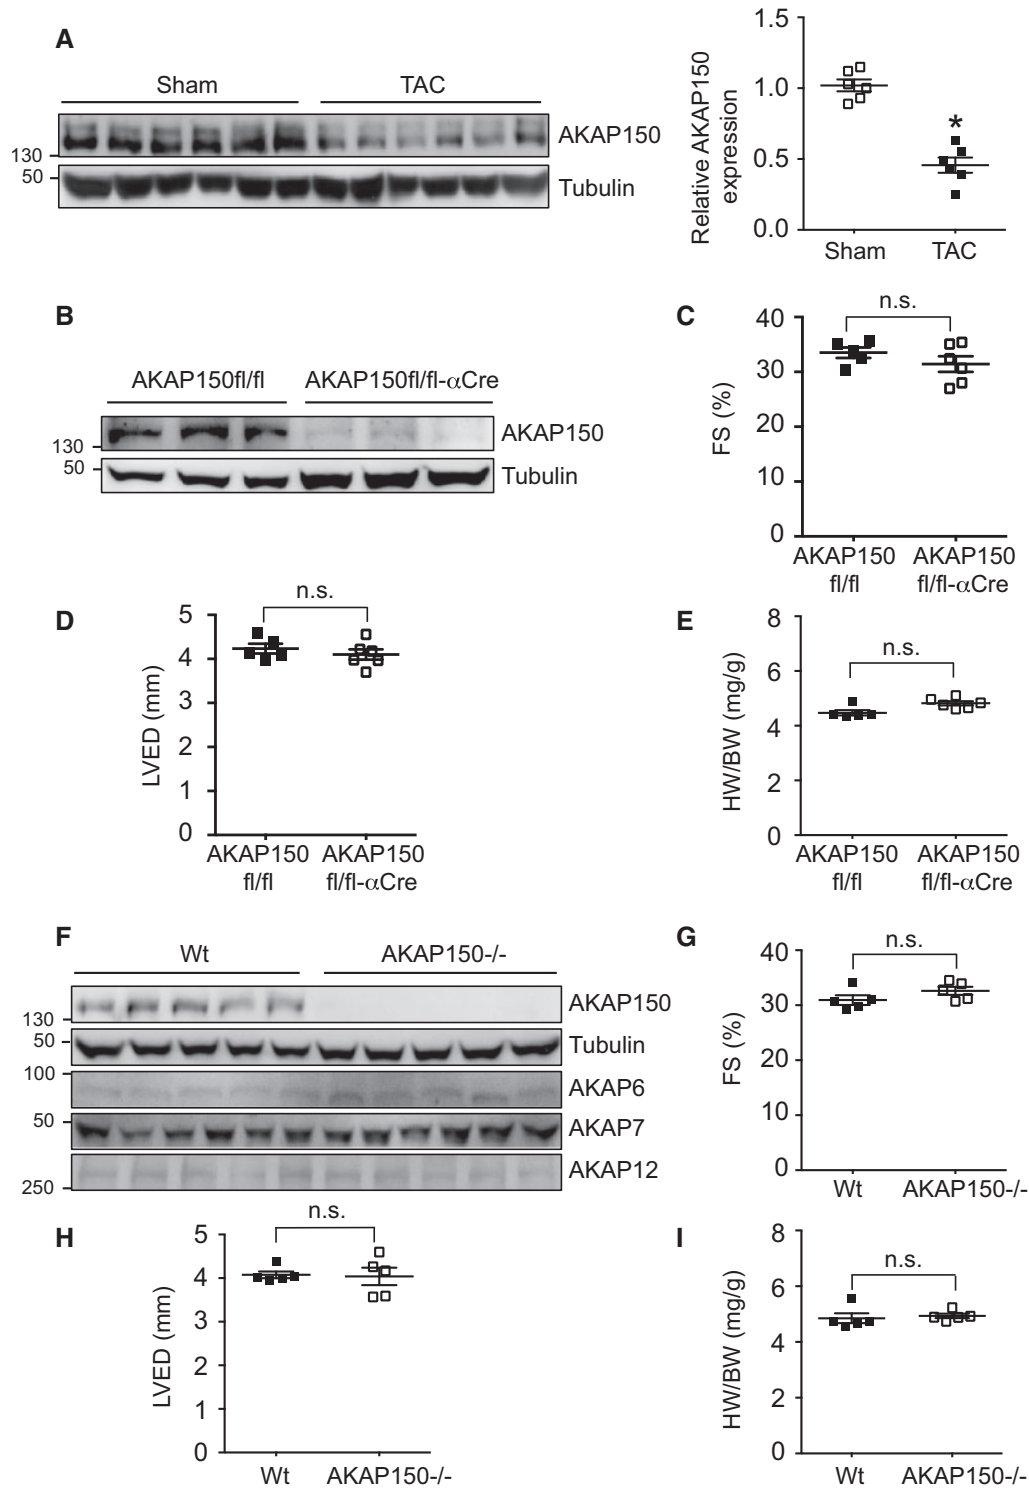 A
Sham TAC
AKAP150
130
50
Tubulin
Relative AKAP150
expression
1.5
1.0
0.5
0.0
*
Sham TAC
B
AKAP150fl/fl AKAP150fl/fl-αCre
AKAP150
130
50
Tubulin
C
n.s.
FS (%)
40
30
20
10
0
AKAP150 AKAP150
fl/fl fl/fl-αCre
D
n.s.
LVED (mm)
5
4
3
2
1
0
AKAP150 AKAP150
fl/fl fl/fl-αCre
E
n.s.
HW/BW (mg/g)
8
6
4
2
0
AKAP150 AKAP150
fl/fl fl/fl-αCre
F
Wt AKAP150-/-
AKAP150
130
50
Tubulin
100
AKAP6
50
AKAP7
AKAP12
250
G
n.s.
FS (%)
40
30
20
10
0
Wt AKAP150-/-
H
n.s.
LVED (mm)
5
4
3
2
1
0
Wt AKAP150-/-
I
n.s.
HW/BW (mg/g)
8
6
4
2
0
Wt AKAP150-/-